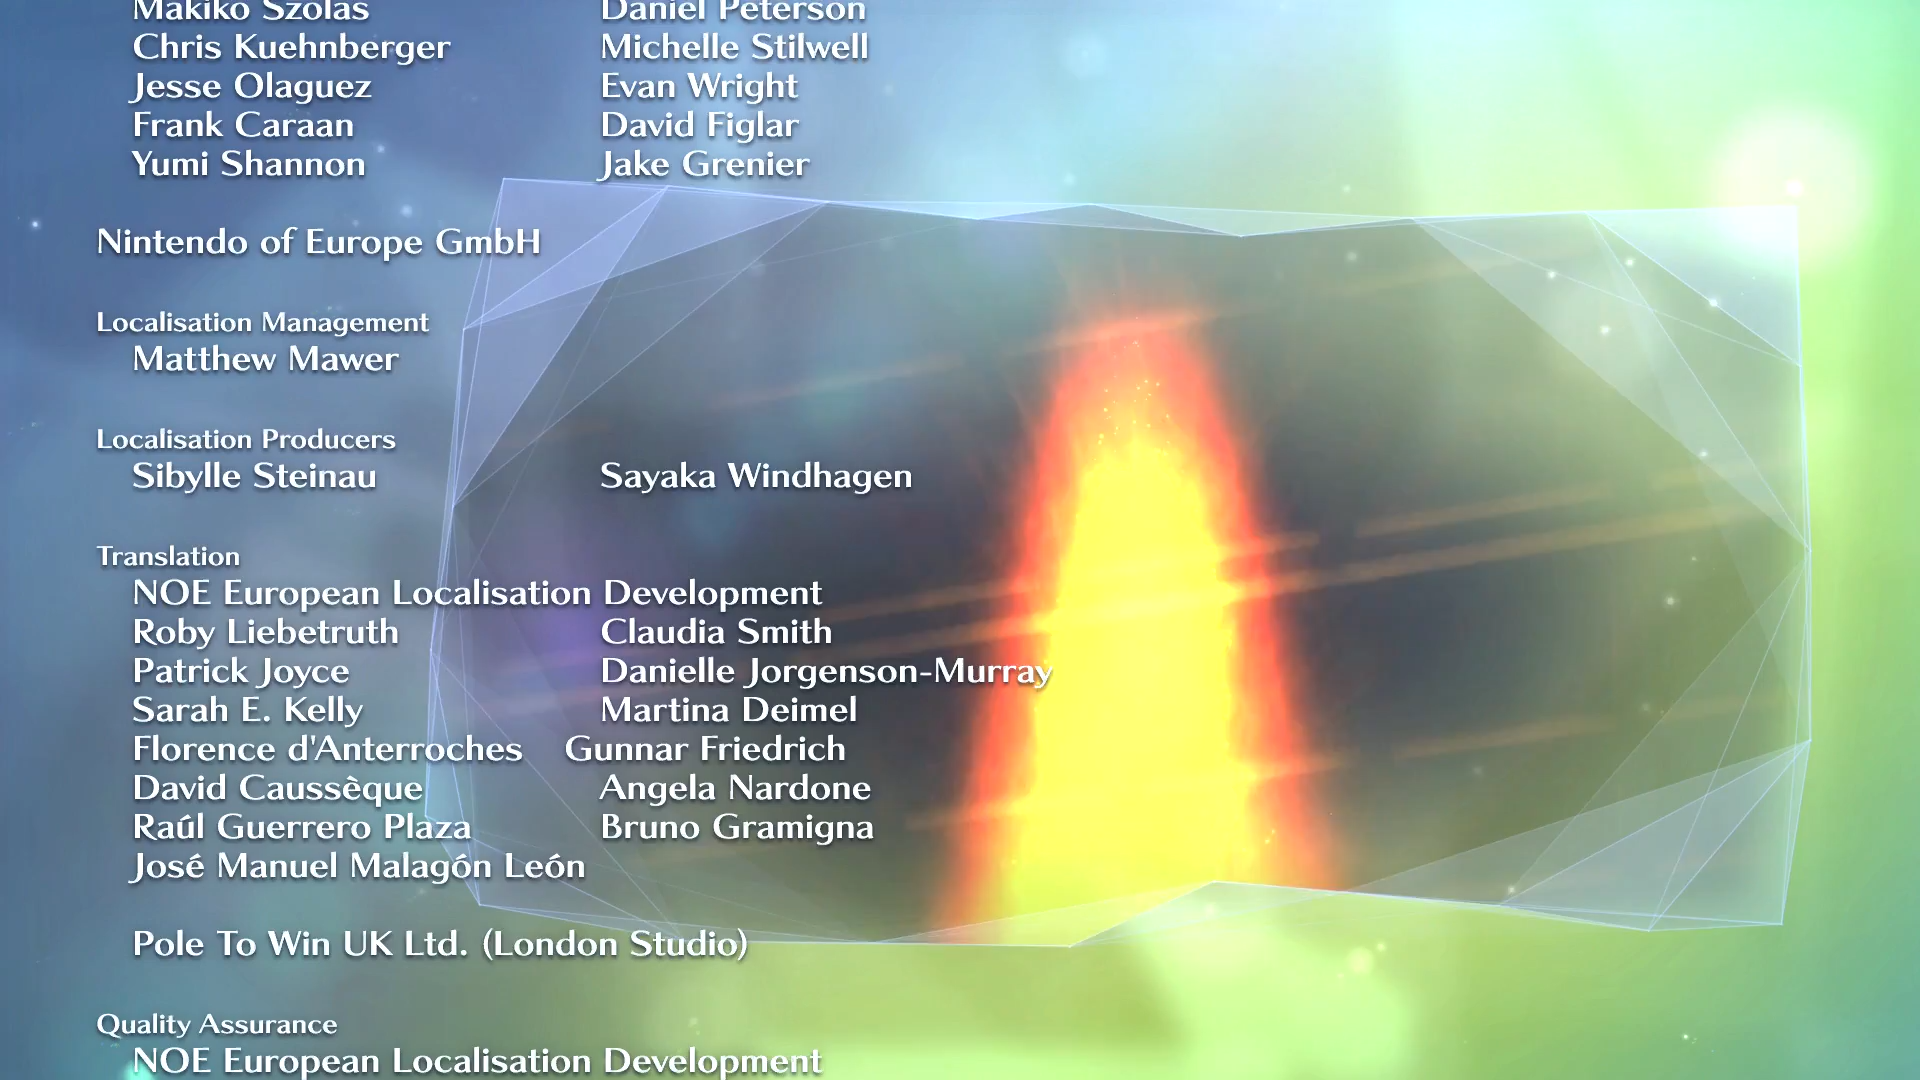 Makiko Szolas Daniel Peterson
Chris Kuehnberger Michelle Stilwell
Jesse Olaguez Evan Wright
Frank Caraan David Figlar
Yumi Shannon Jake Grenier
Nintendo of Europe GmbH
Localisation Management
Matthew Mawer
Localisation Producers
Sibylle Steinau Sayaka Windhagen
Translation
NOE European Localisation Development
Roby Liebetruth Claudia Smith
Patrick Joyce Danielle Jorgenson-Murray
Sarah E. Kelly Martina Deimel
Florence d'Anterroches Gunnar Friedrich
David Caussèque Angela Nardone
Raúl Guerrero Plaza Bruno Gramigna
José Manuel Malagón León
Pole To Win UK Ltd. (London Studio)
Quality Assurance
NOE European Localisation Development